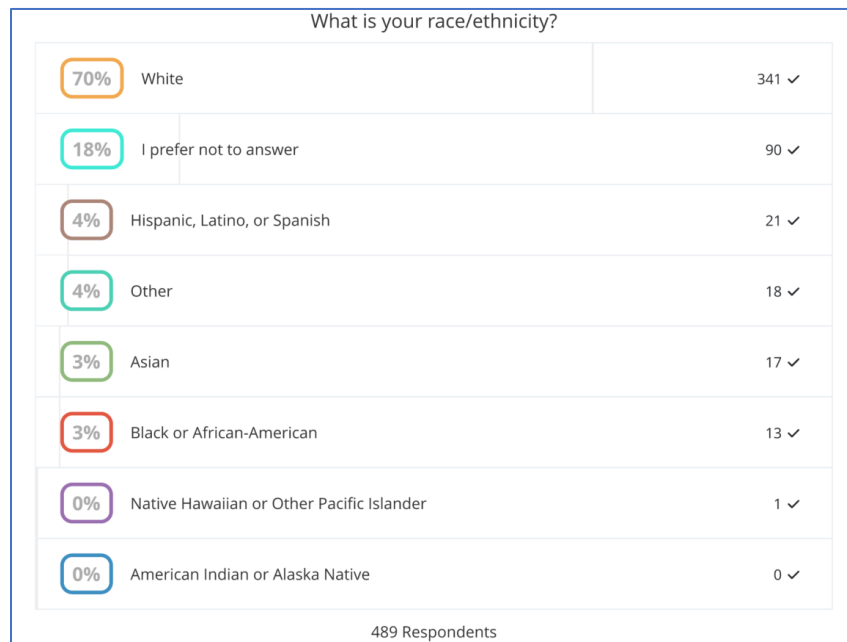 What is your race/ethnicity?
70% White 341 ✓
18% I prefer not to answer 90 ✓
4% Hispanic, Latino, or Spanish 21 ✓
4% Other 18 ✓
3% Asian 17 ✓
3% Black or African-American 13 ✓
0% Native Hawaiian or Other Pacific Islander 1 ✓
0% American Indian or Alaska Native 0 ✓
489 Respondents